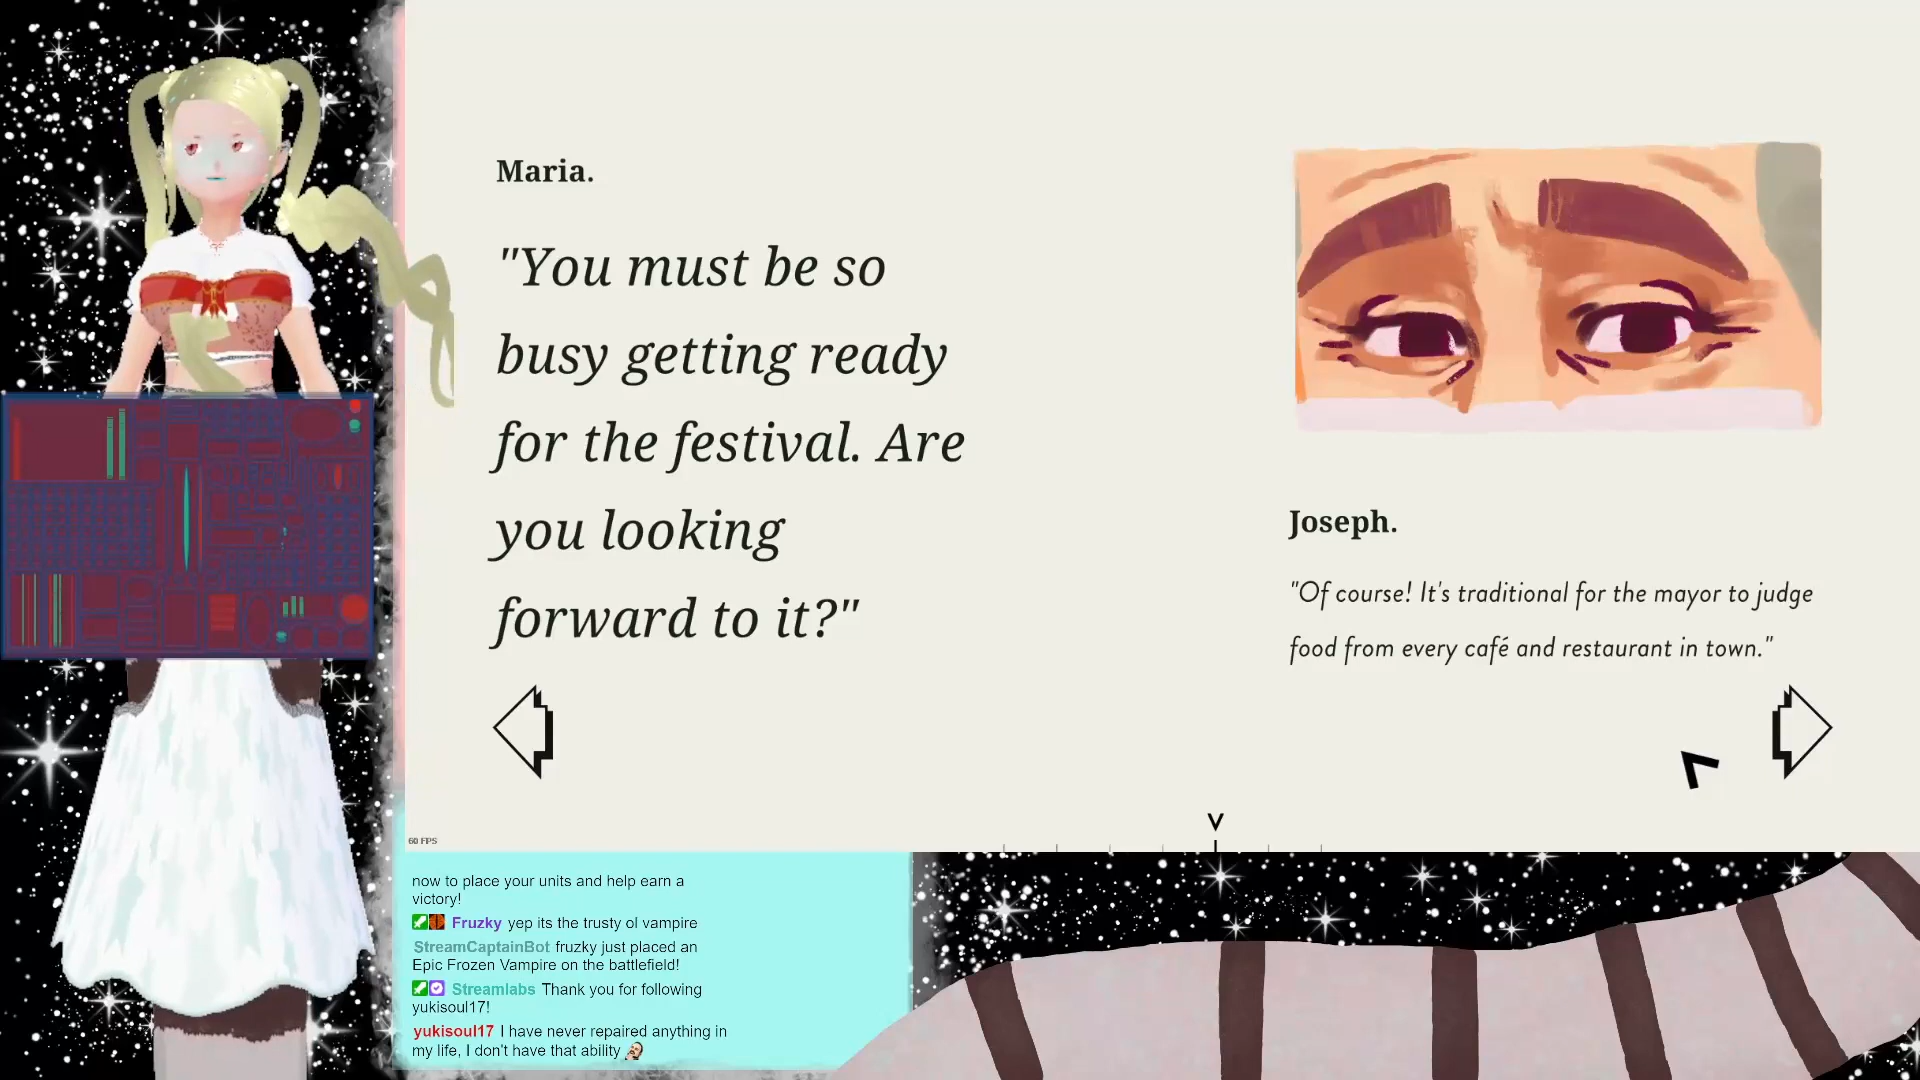 Maria.
"You must be so
busy getting ready
for the festival. Are
you looking
forward to it?"
Joseph.
"Of course! It's traditional for the mayor to judge
food from every café and restaurant in town."
60 FPS
now to place your units and help earn a
victory!
Fruzky yep its the trusty ol vampire
StreamCaptainBot fruzky just placed an
Epic Frozen Vampire on the battlefield!
Streamlabs Thank you for following
yukisoul17!
yukisoul17 I have never repaired anything in
my life, I don't have that ability